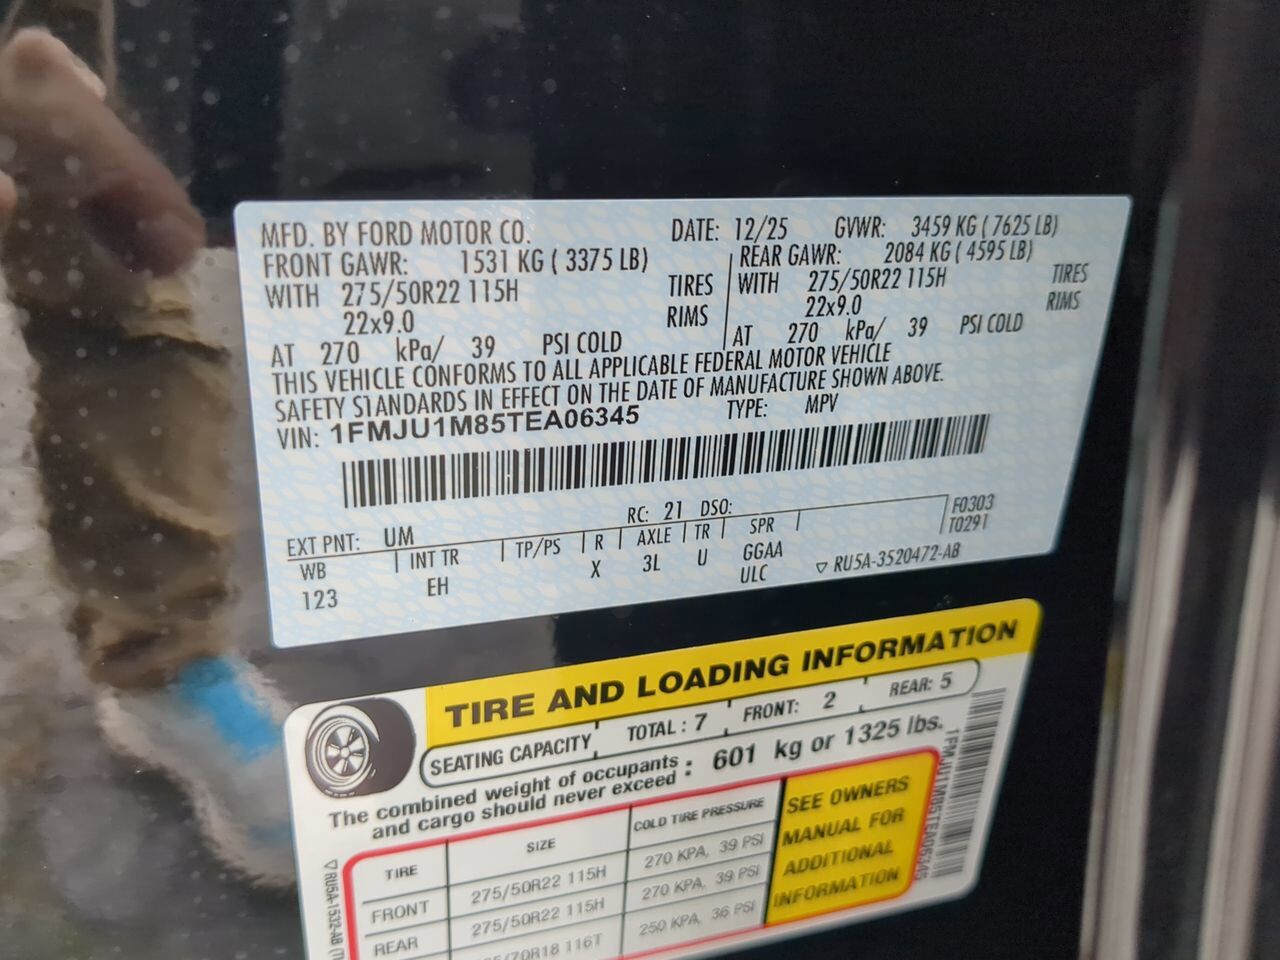 MFD. BY FORD MOTOR CO. DATE: 12/25 GVWR: 3459 KG ( 7625 LB)
FRONT GAWR: 1531 KG ( 3375 LB) REAR GAWR: 2084 KG ( 4595 LB)
WITH 275/50R22 115H TIRES WITH 275/50R22 115H TIRES
22x9.0 RIMS 22x9.0 RIMS
AT 270 kPa/ 39 PSI COLD AT 270 kPa/ 39 PSI COLD
THIS VEHICLE CONFORMS TO ALL APPLICABLE FEDERAL MOTOR VEHICLE
SAFETY STANDARDS IN EFFECT ON THE DATE OF MANUFACTURE SHOWN ABOVE.
VIN: 1FMJU1M85TEA06345 TYPE: MPV
RC: 21 DSO: F0303
EXT PNT: UM T0291
WB INT TR TP/PS R AXLE TR SPR
123 EH X 3L U GGAA
ULC ▽ RU5A-3520472-AB
TIRE AND LOADING INFORMATION
SEATING CAPACITY TOTAL : 7 FRONT: 2 REAR: 5
The combined weight of occupants
and cargo should never exceed : 601 kg or 1325 lbs.
TIRE SIZE COLD TIRE PRESSURE
FRONT 275/50R22 115H 270 KPA, 39 PSI
REAR 275/50R22 115H 270 KPA, 39 PSI
/70R18 116T 250 KPA, 36 PSI
SEE OWNERS
MANUAL FOR
ADDITIONAL
INFORMATION
1FMJU1M85TEA06345
▽RU5A-1532-AB